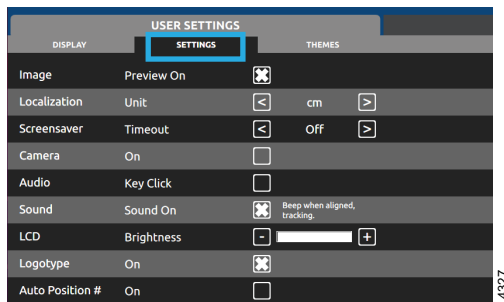 USER SETTINGS
DISPLAY SETTINGS THEMES
Image Preview On
Localization Unit < cm >
Screensaver Timeout < Off >
Camera On
Audio Key Click
Sound Sound On Beep when aligned,
tracking.
LCD Brightness - +
Logotype On
Auto Position # On
4327